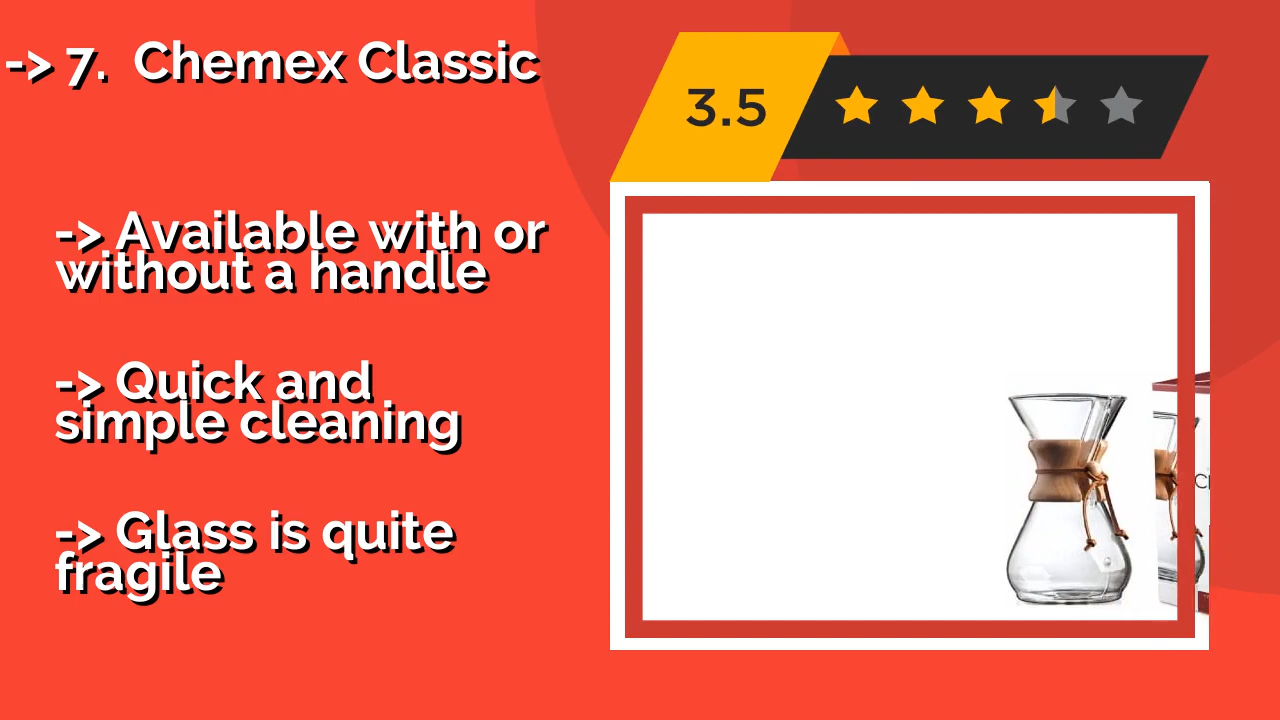 -> 7.  Chemex Classic
3.5
-> Available with or
without a handle
-> Quick and
simple cleaning
-> Glass is quite
fragile